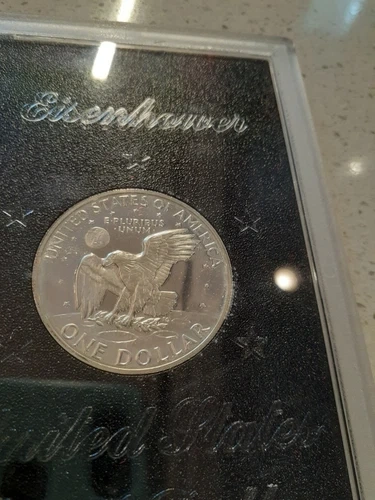 Eisenhower
UNITED STATES OF AMERICA
E·PLURIBUS
·UNUM
ONE DOLLAR
United States